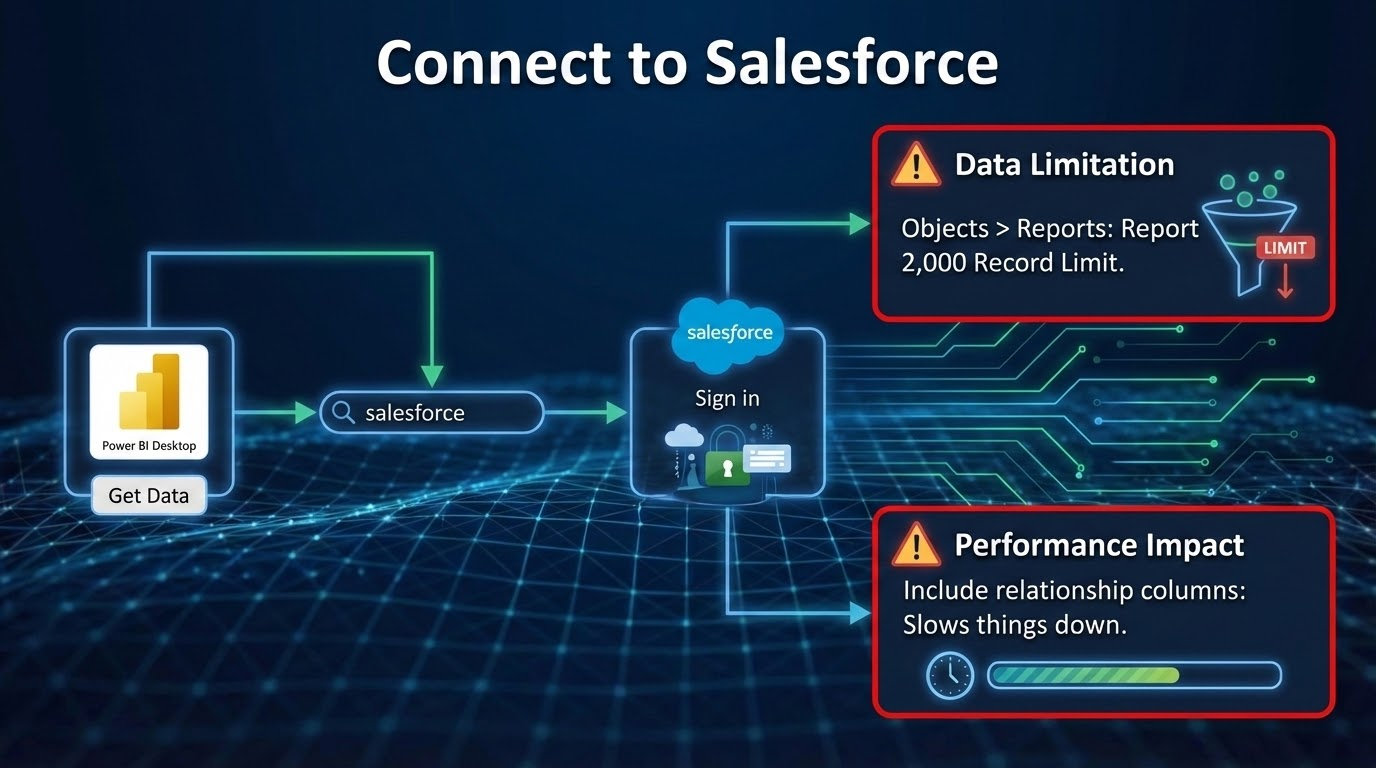 Connect to Salesforce
Power BI Desktop
Get Data
salesforce
salesforce
Sign in
Data Limitation
Objects > Reports: Report
2,000 Record Limit.
LIMIT
Performance Impact
Include relationship columns:
Slows things down.